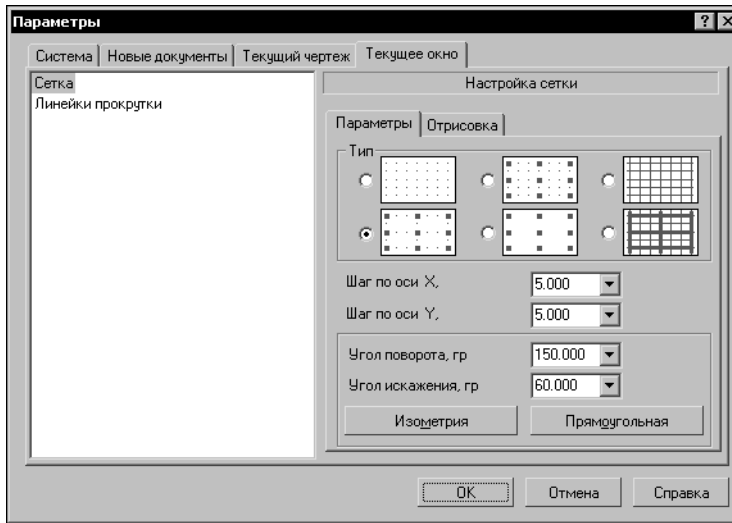 Параметры
Система Новые документы Текущий чертеж Текущее окно
Сетка
Линейки прокрутки
Настройка сетки
Параметры Отрисовка
Тип
Шаг по оси X, 5.000
Шаг по оси Y, 5.000
Угол поворота, гр 150.000
Угол искажения, гр 60.000
Изометрия Прямоугольная
OK Отмена Справка